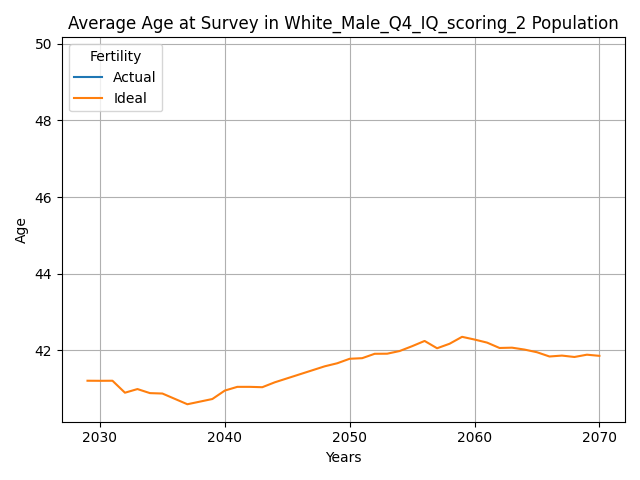 Average Age at Survey in White_Male_Q4_IQ_scoring_2 Population
50
48
46
44
42
Age
Fertility
Actual
Ideal
2030
2040
2050
2060
2070
Years